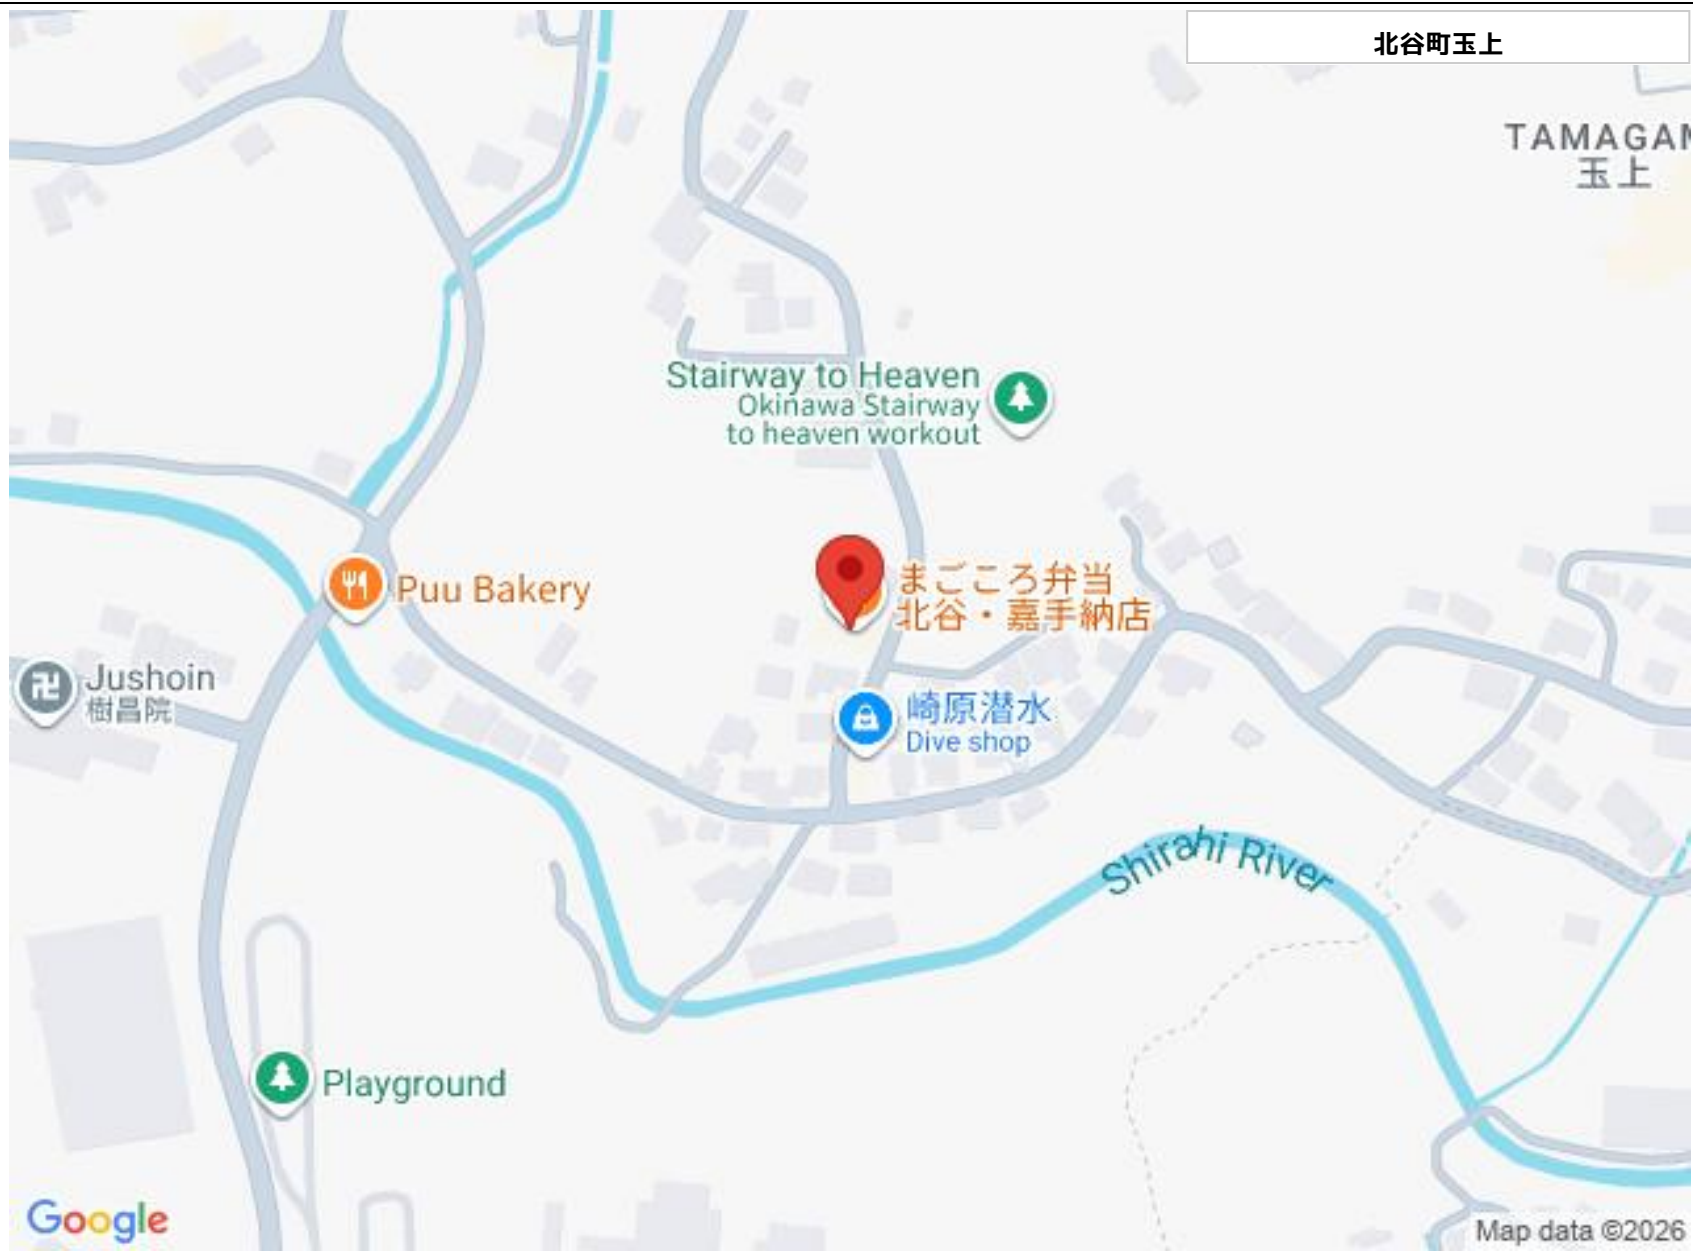 北谷町玉上
TAMAGAM
玉上
Stairway to Heaven
Okinawa Stairway
to heaven workout
まごころ弁当
北谷・嘉手納店
Puu Bakery
Jushoin
樹昌院
崎原潜水
Dive shop
Shirahi River
Playground
Google
Map data ©2026